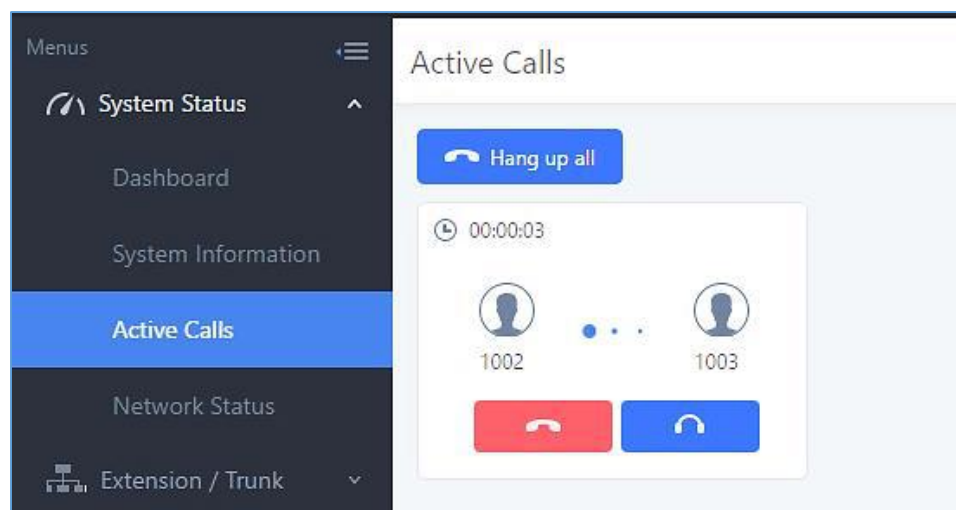 Menus
System Status
Dashboard
System Information
Active Calls
Network Status
Extension / Trunk
Active Calls
Hang up all
00:00:03
1002
1003